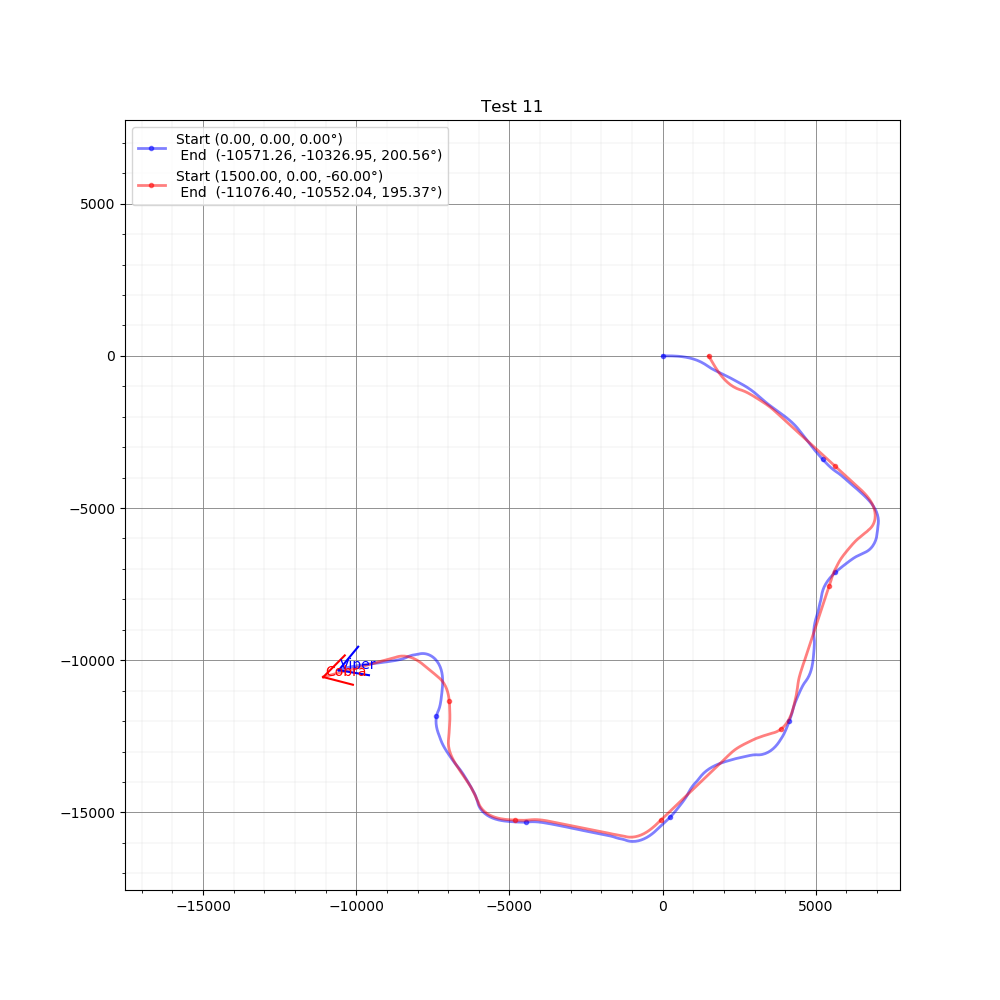 Test 11
Start (0.00, 0.00, 0.00°)
End  (-10571.26, -10326.95, 200.56°)
Start (1500.00, 0.00, -60.00°)
End  (-11076.40, -10552.04, 195.37°)
5000
0
−5000
−10000
−15000
Viper
Cobra
−15000 −10000 −5000 0 5000